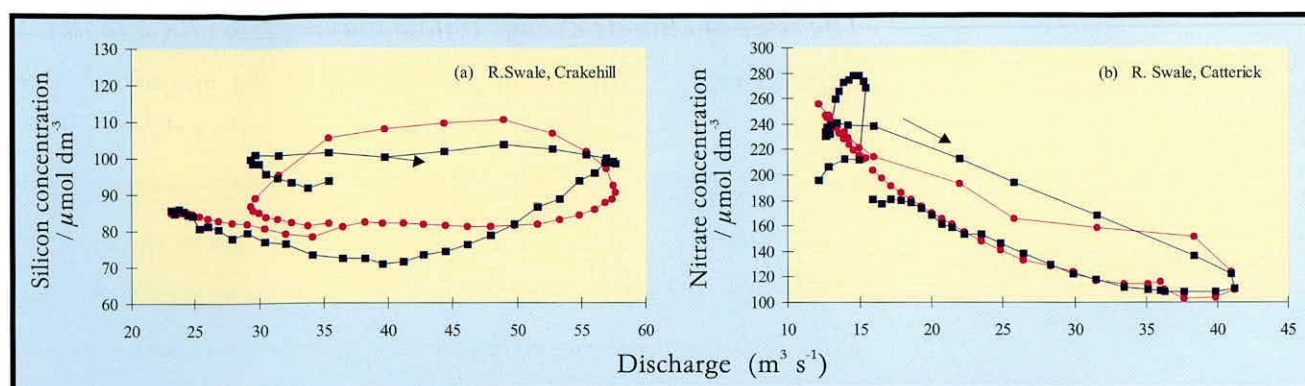 Silicon concentration
/ μmol dm⁻³
130
120
110
100
90
80
70
60
20 25 30 35 40 45 50 55 60
(a) R.Swale, Crakehill
Nitrate concentration
/ μmol dm⁻³
300
280
260
240
220
200
180
160
140
120
100
10 15 20 25 30 35 40 45
(b) R. Swale, Catterick
Discharge (m³ s⁻¹)